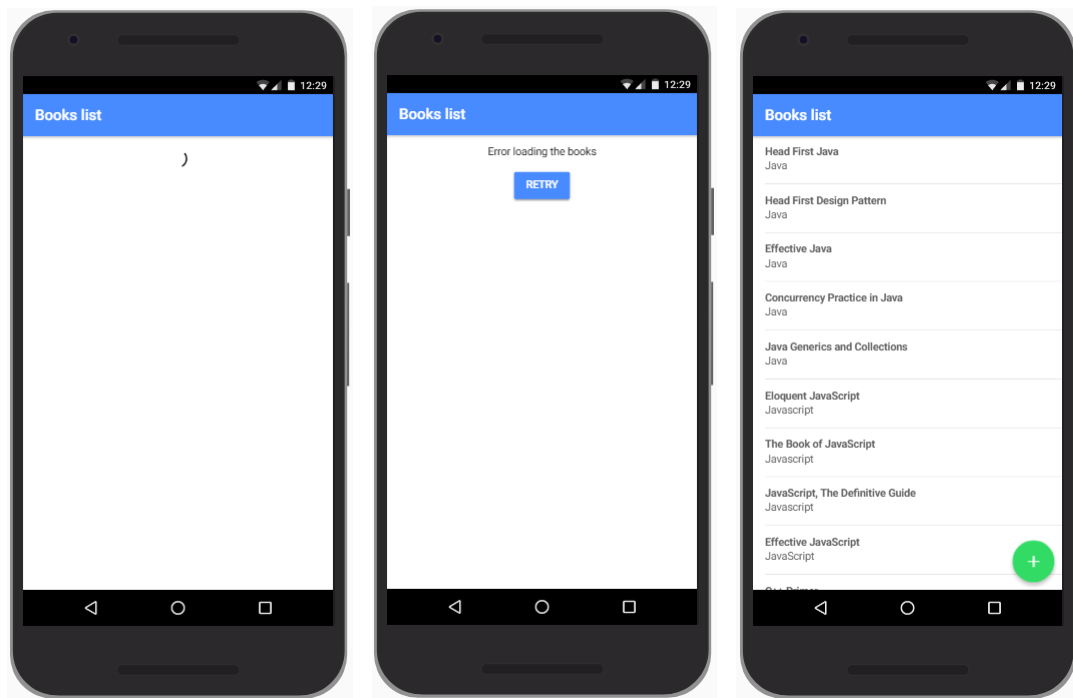 12:29
Books list
12:29
Books list
Error loading the books
RETRY
12:29
Books list
Head First Java
Java
Head First Design Pattern
Java
Effective Java
Java
Concurrency Practice in Java
Java
Java Generics and Collections
Java
Eloquent JavaScript
Javascript
The Book of JavaScript
Javascript
JavaScript, The Definitive Guide
Javascript
Effective JavaScript
JavaScript
+
C++ Primer